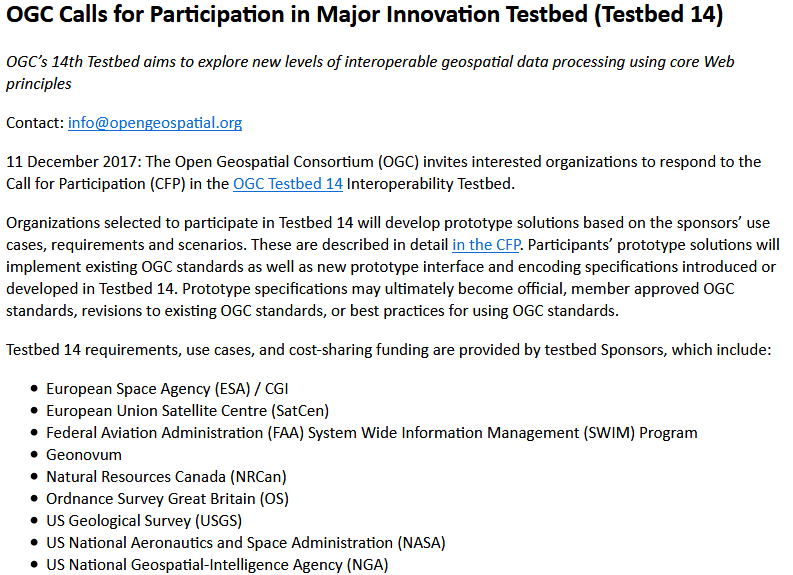 OGC Calls for Participation in Major Innovation Testbed (Testbed 14)
OGC's 14th Testbed aims to explore new levels of interoperable geospatial data processing using core Web
principles
Contact: info@opengeospatial.org
11 December 2017: The Open Geospatial Consortium (OGC) invites interested organizations to respond to the
Call for Participation (CFP) in the OGC Testbed 14 Interoperability Testbed.
Organizations selected to participate in Testbed 14 will develop prototype solutions based on the sponsors' use
cases, requirements and scenarios. These are described in detail in the CFP. Participants' prototype solutions will
implement existing OGC standards as well as new prototype interface and encoding specifications introduced or
developed in Testbed 14. Prototype specifications may ultimately become official, member approved OGC
standards, revisions to existing OGC standards, or best practices for using OGC standards.
Testbed 14 requirements, use cases, and cost-sharing funding are provided by testbed Sponsors, which include:
• European Space Agency (ESA) / CGI
• European Union Satellite Centre (SatCen)
• Federal Aviation Administration (FAA) System Wide Information Management (SWIM) Program
• Geonovum
• Natural Resources Canada (NRCan)
• Ordnance Survey Great Britain (OS)
• US Geological Survey (USGS)
• US National Aeronautics and Space Administration (NASA)
• US National Geospatial-Intelligence Agency (NGA)